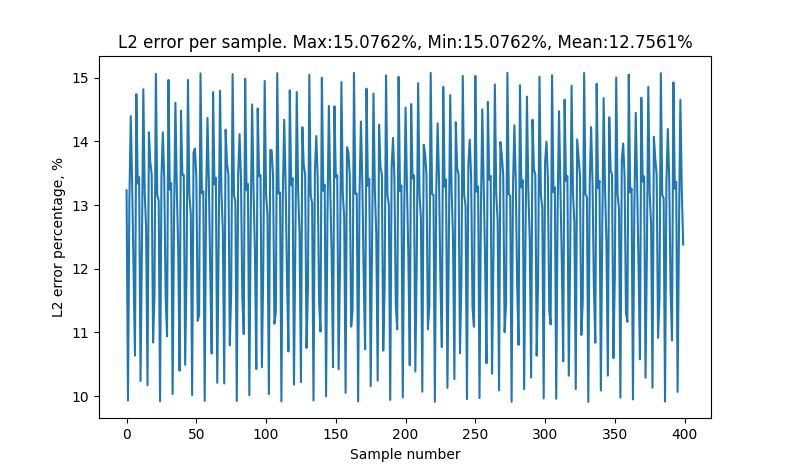 L2 error per sample. Max:15.0762%, Min:15.0762%, Mean:12.7561%
15
14
13
12
11
10
L2 error percentage, %
0 50 100 150 200 250 300 350 400
Sample number